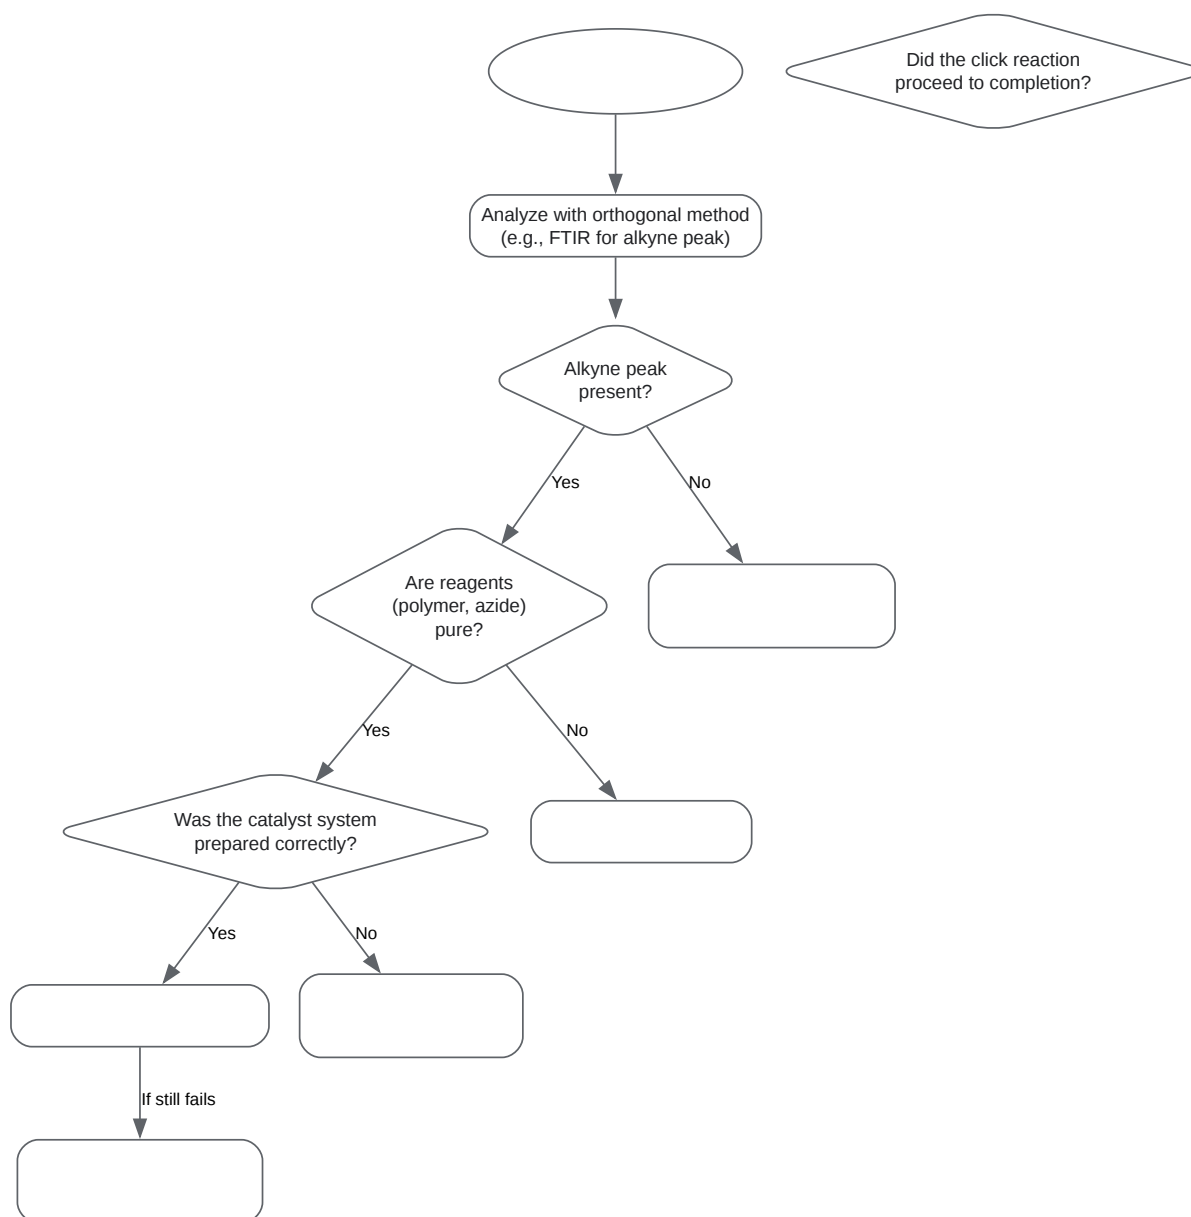 Did the click reaction
proceed to completion?
Analyze with orthogonal method
(e.g., FTIR for alkyne peak)
Alkyne peak
present?
Yes
No
Are reagents
(polymer, azide)
pure?
Yes
No
Was the catalyst system
prepared correctly?
Yes
No
If still fails